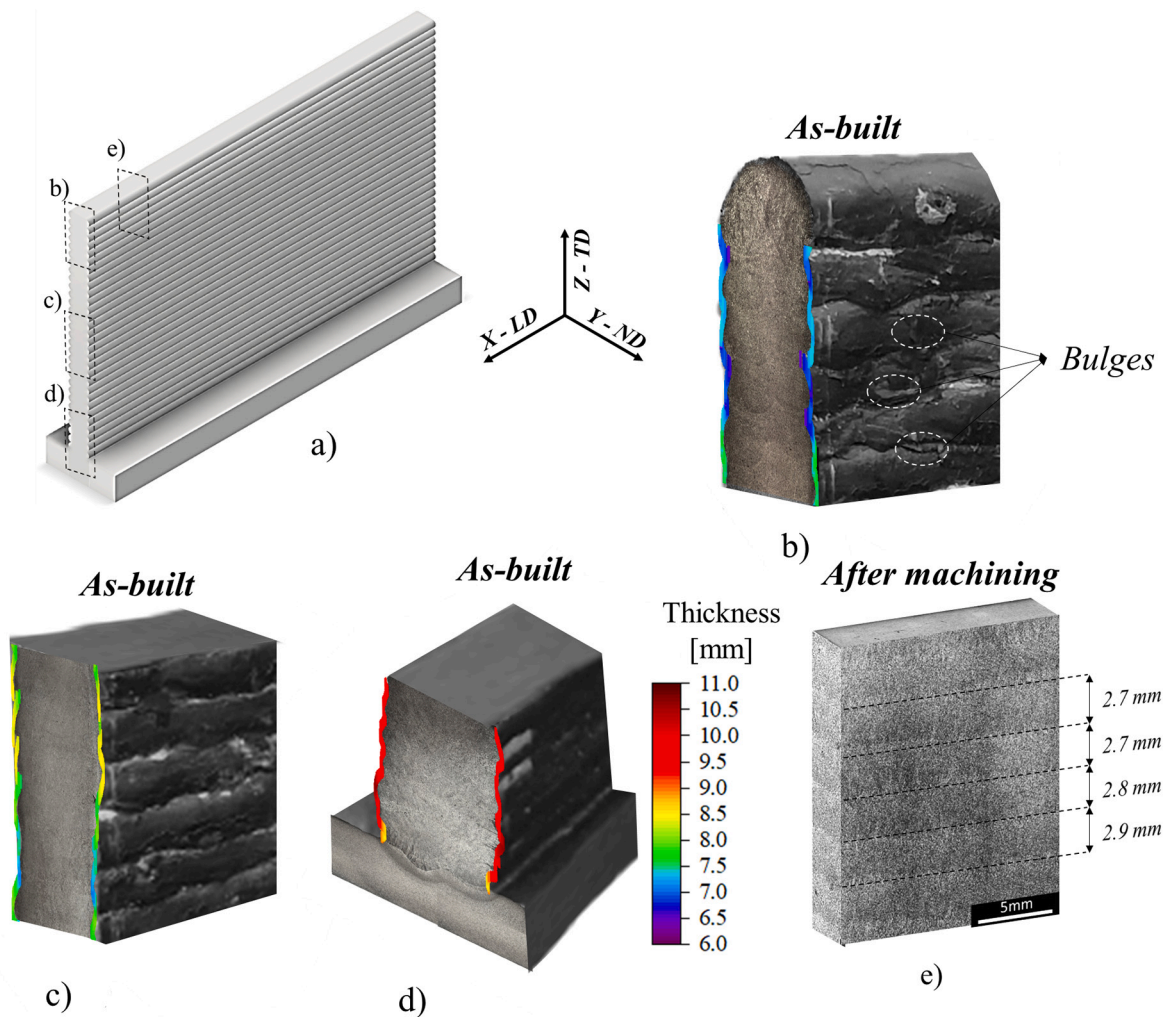 e)
b)
c)
d)
a)
Z - TD
X - LD
Y - ND
As-built
Bulges
b)
As-built
c)
As-built
d)
Thickness
[mm]
11.0
10.5
10.0
9.5
9.0
8.5
8.0
7.5
7.0
6.5
6.0
After machining
2.7 mm
2.7 mm
2.8 mm
2.9 mm
5mm
e)